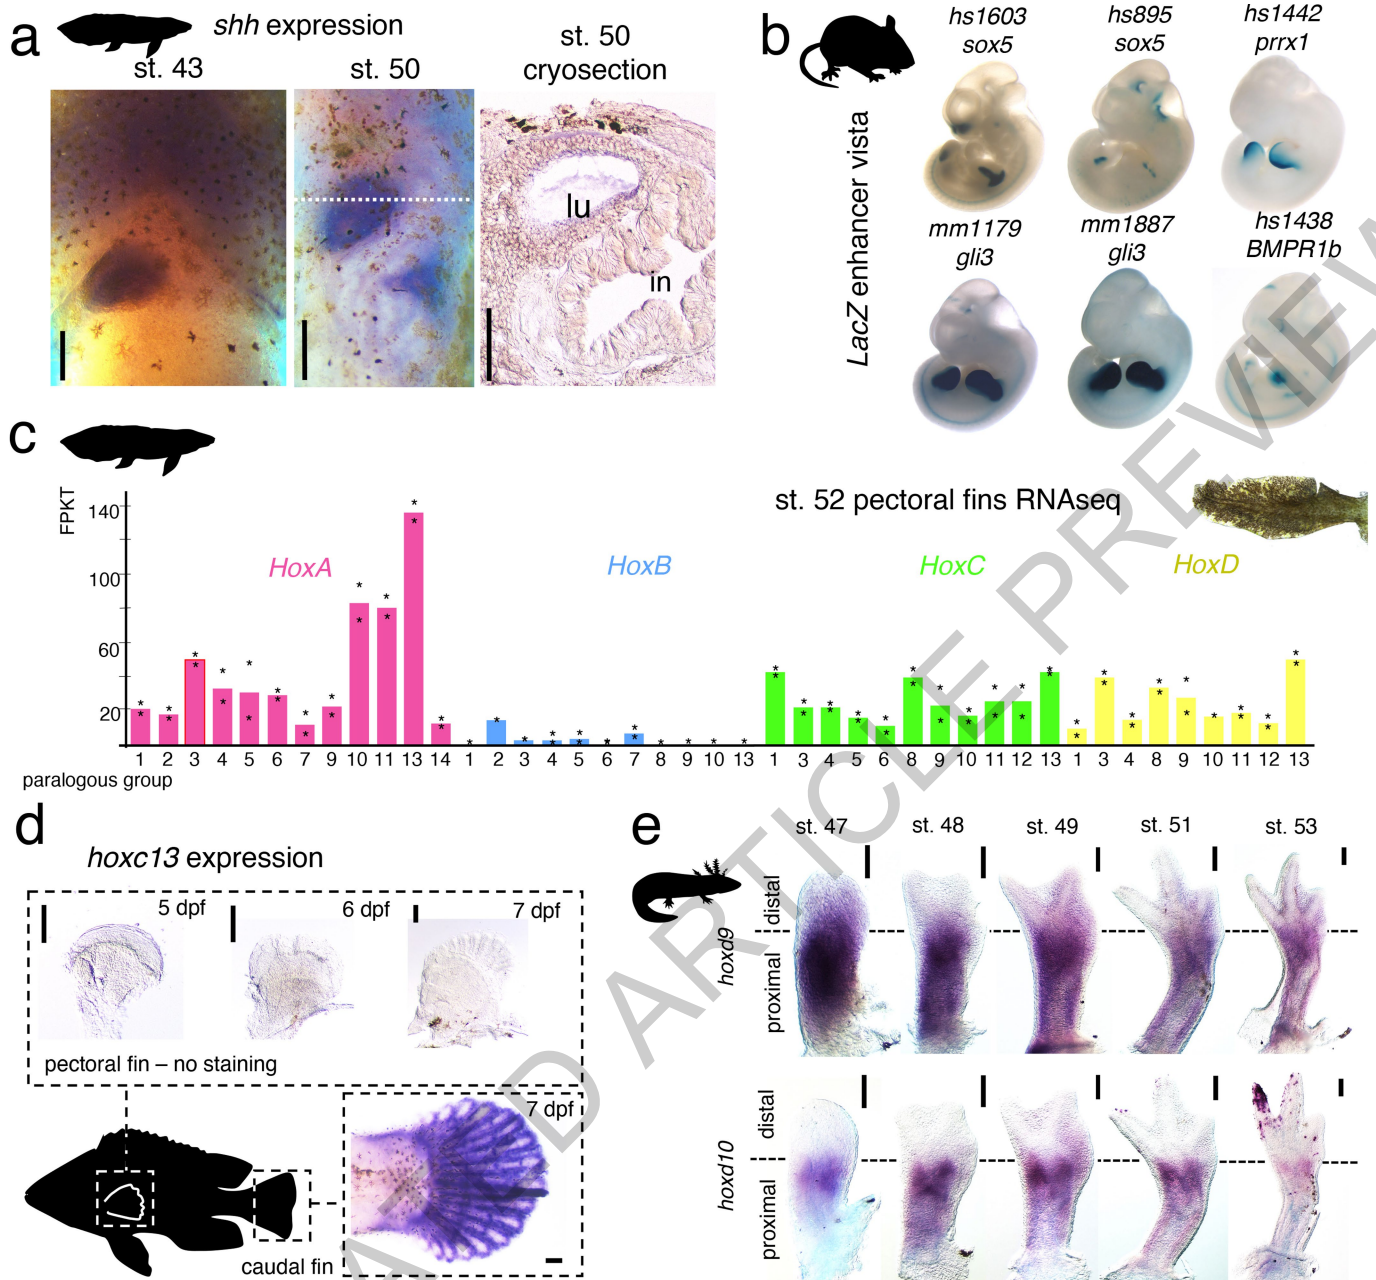 a
shh expression
st. 43
st. 50
st. 50
cryosection
lu
in
b
LacZ enhancer vista
hs1603
sox5
hs895
sox5
hs1442
prrx1
mm1179
gli3
mm1887
gli3
hs1438
BMPR1b
c
st. 52 pectoral fins RNAseq
FPKT
140
100
60
20
HoxA
HoxB
HoxC
HoxD
1 2 3 4 5 6 7 9 10 11 13 14 1 2 3 4 5 6 7 8 9 10 13 1 3 4 5 6 8 9 10 11 12 13 1 3 4 8 9 10 11 12 13
paralogous group
d
hoxc13 expression
5 dpf
6 dpf
7 dpf
pectoral fin – no staining
7 dpf
caudal fin
e
st. 47
st. 48
st. 49
st. 51
st. 53
hoxd9
proximal
distal
hoxd10
proximal
distal
D ARTICLE PREVIEW